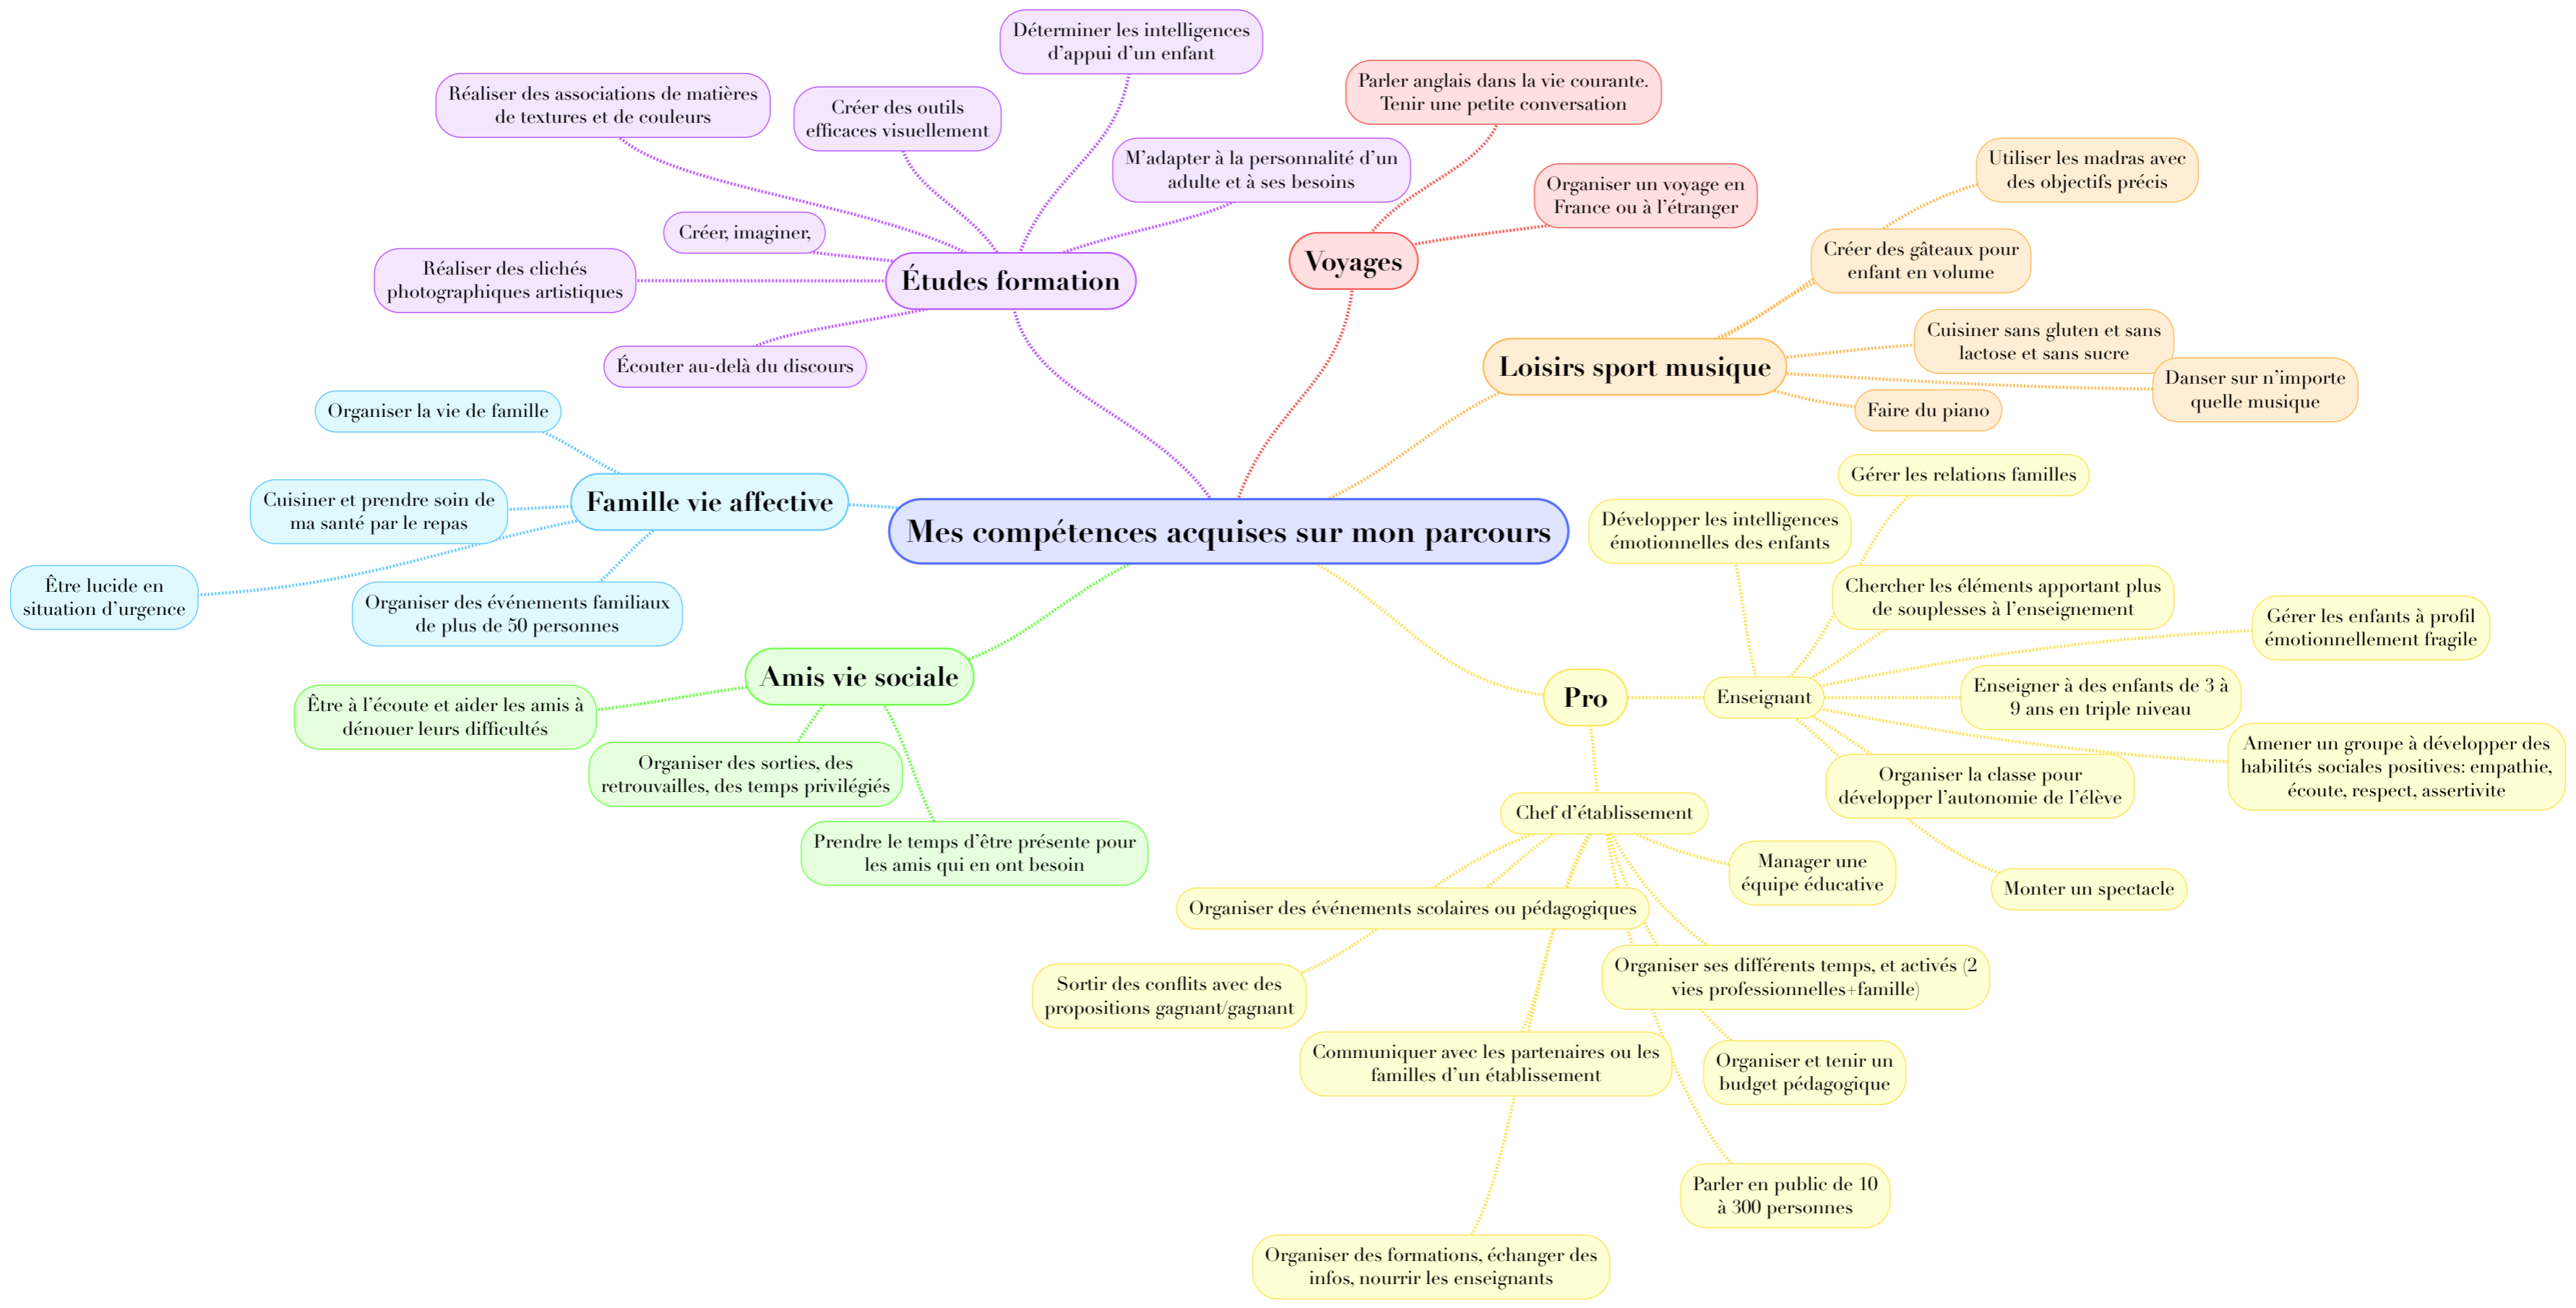 Mes compétences acquises sur mon parcours
Études formation
Déterminer les intelligences
d’appui d’un enfant
Réaliser des associations de matières
de textures et de couleurs
Créer des outils
efficaces visuellement
M’adapter à la personnalité d’un
adulte et à ses besoins
Créer, imaginer,
Réaliser des clichés
photographiques artistiques
Écouter au-delà du discours
Voyages
Parler anglais dans la vie courante.
Tenir une petite conversation
Organiser un voyage en
France ou à l’étranger
Loisirs sport musique
Utiliser les madras avec
des objectifs précis
Créer des gâteaux pour
enfant en volume
Cuisiner sans gluten et sans
lactose et sans sucre
Danser sur n’importe
quelle musique
Faire du piano
Famille vie affective
Organiser la vie de famille
Cuisiner et prendre soin de
ma santé par le repas
Être lucide en
situation d’urgence
Organiser des événements familiaux
de plus de 50 personnes
Amis vie sociale
Être à l’écoute et aider les amis à
dénouer leurs difficultés
Organiser des sorties, des
retrouvailles, des temps privilégiés
Prendre le temps d’être présente pour
les amis qui en ont besoin
Pro
Enseignant
Gérer les relations familles
Développer les intelligences
émotionnelles des enfants
Chercher les éléments apportant plus
de souplesses à l’enseignement
Gérer les enfants à profil
émotionnellement fragile
Enseigner à des enfants de 3 à
9 ans en triple niveau
Amener un groupe à développer des
habilités sociales positives: empathie,
écoute, respect, assertivite
Organiser la classe pour
développer l’autonomie de l’élève
Monter un spectacle
Chef d’établissement
Manager une
équipe éducative
Organiser des événements scolaires ou pédagogiques
Organiser ses différents temps, et activés (2
vies professionnelles+famille)
Sortir des conflits avec des
propositions gagnant/gagnant
Communiquer avec les partenaires ou les
familles d’un établissement
Organiser et tenir un
budget pédagogique
Parler en public de 10
à 300 personnes
Organiser des formations, échanger des
infos, nourrir les enseignants